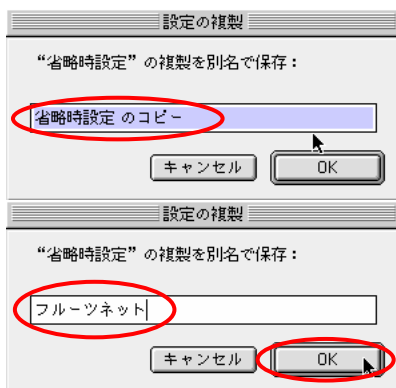 設定の複製
“省略時設定” の複製を別名で保存：
省略時設定 のコピー
キャンセル OK
設定の複製
“省略時設定” の複製を別名で保存：
フルーツネット
キャンセル OK